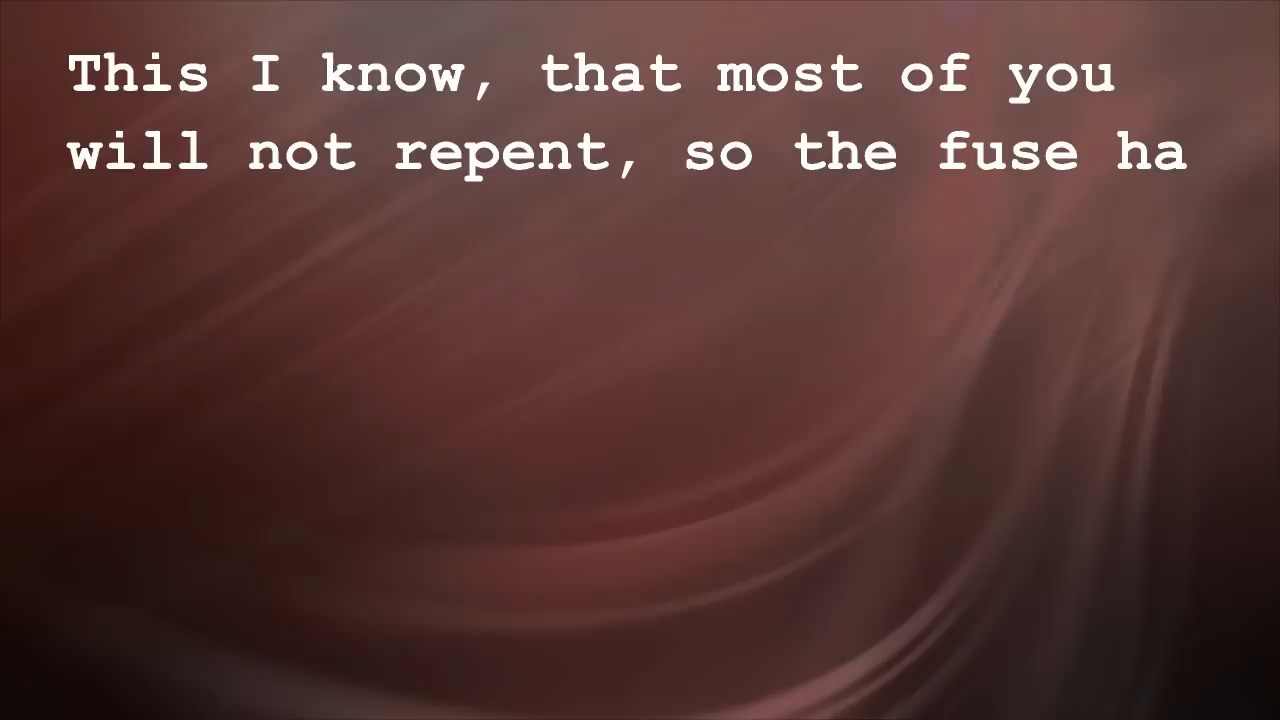 This I know, that most of you
will not repent, so the fuse ha